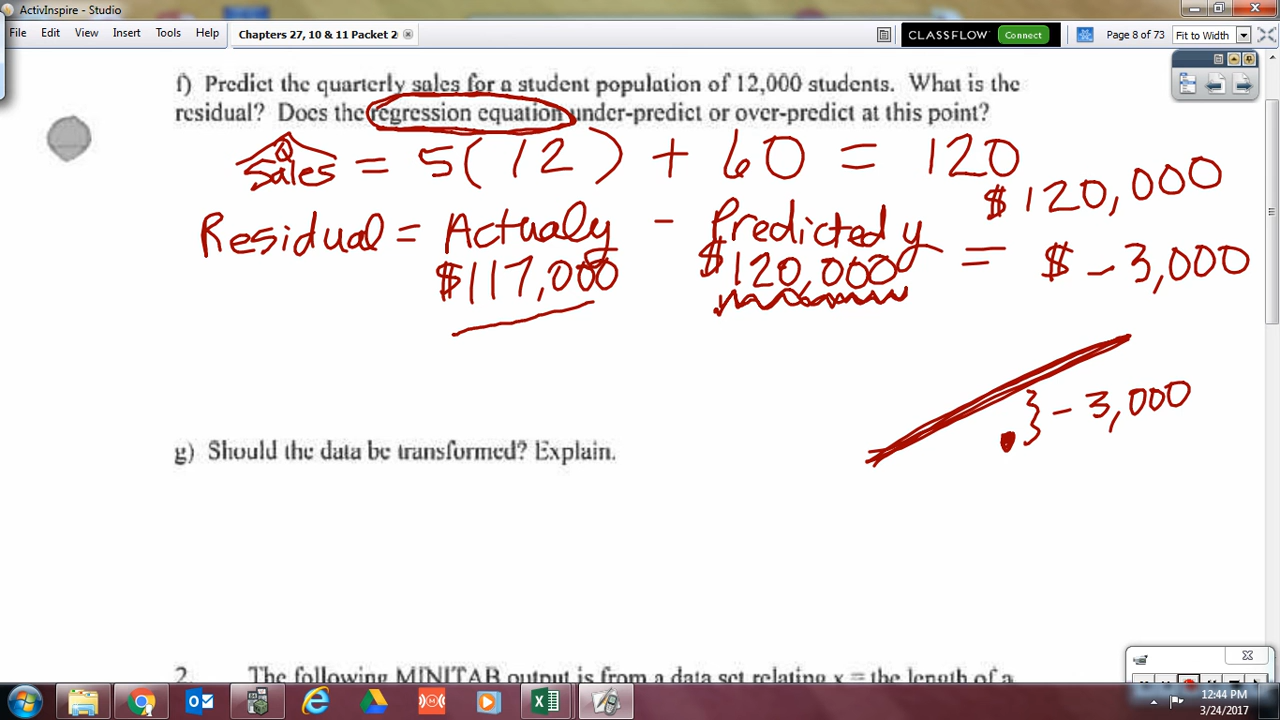 ActivInspire - Studio
File Edit View Insert Tools Help Chapters 27, 10 & 11 Packet 2 CLASSFLOW Connect Page 8 of 73 Fit to Width
f) Predict the quarterly sales for a student population of 12,000 students. What is the
residual? Does the regression equation under-predict or over-predict at this point?
Sales = 5(12) + 60 = 120
$120,000
Residual = Actual y - Predicted y
$117,000 $120,000 = $ -3,000
} -3,000
g) Should the data be transformed? Explain.
2. The following MINITAB output is from a data set relating x = the length of a
12:44 PM
3/24/2017